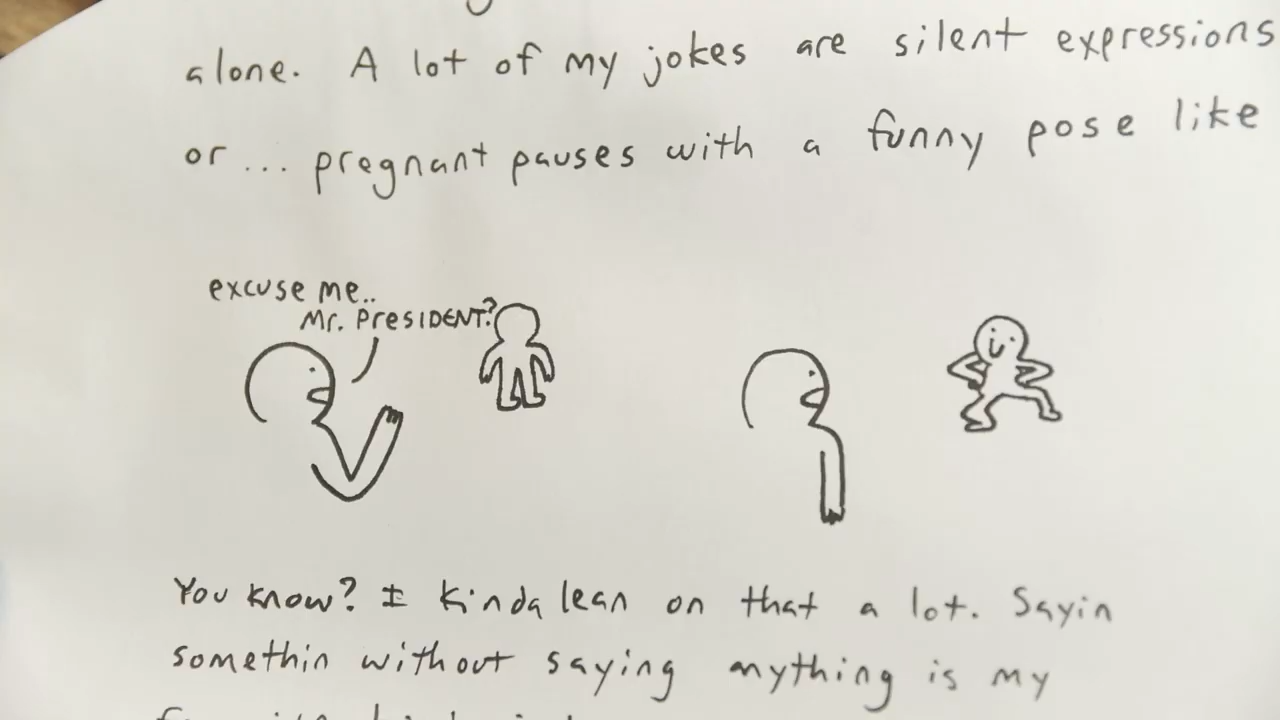 alone. A lot of my jokes are silent expressions
or... pregnant pauses with a funny pose like
excuse me..
Mr. PresIDENT?
You know? I kinda lean on that a lot. Sayin
somethin without saying anything is my